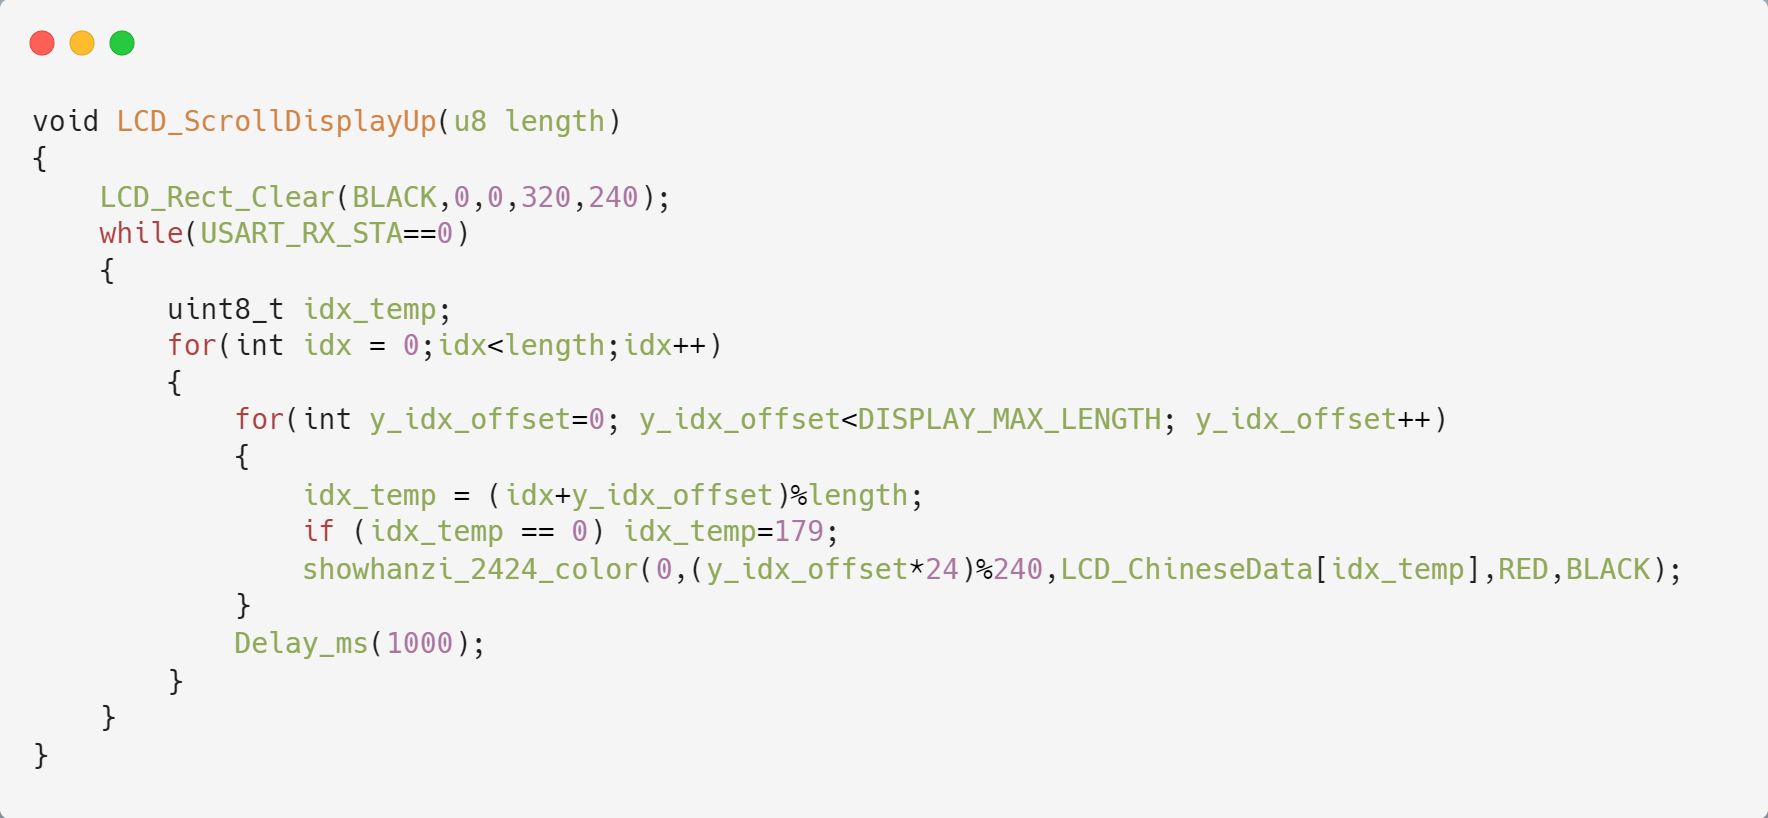 void LCD_ScrollDisplayUp(u8 length)
{
    LCD_Rect_Clear(BLACK,0,0,320,240);
    while(USART_RX_STA==0)
    {
        uint8_t idx_temp;
        for(int idx = 0;idx<length;idx++)
        {
            for(int y_idx_offset=0; y_idx_offset<DISPLAY_MAX_LENGTH; y_idx_offset++)
            {
                idx_temp = (idx+y_idx_offset)%length;
                if (idx_temp == 0) idx_temp=179;
                showhanzi_2424_color(0,(y_idx_offset*24)%240,LCD_ChineseData[idx_temp],RED,BLACK);
            }
            Delay_ms(1000);
        }
    }
}